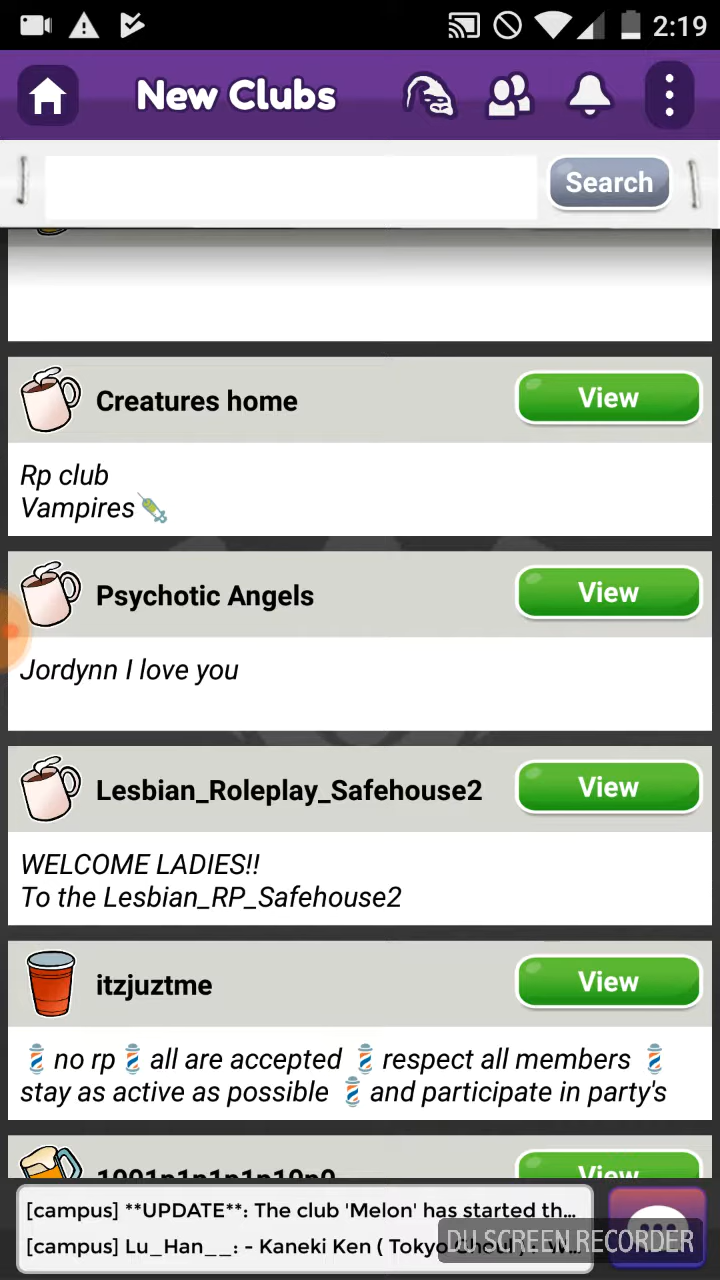 2:19
New Clubs
Search
Creatures home
View
Rp club
Vampires
Psychotic Angels
View
Jordynn I love you
Lesbian_Roleplay_Safehouse2
View
WELCOME LADIES!!
To the Lesbian_RP_Safehouse2
itzjuztme
View
💈 no rp 💈 all are accepted 💈 respect all members 💈
stay as active as possible 💈 and participate in party's
View
[campus] **UPDATE**: The club 'Melon' has started th...
[campus] Lu_Han__: - Kaneki Ken ( Tokyo Ghoul )
DU SCREEN RECORDER